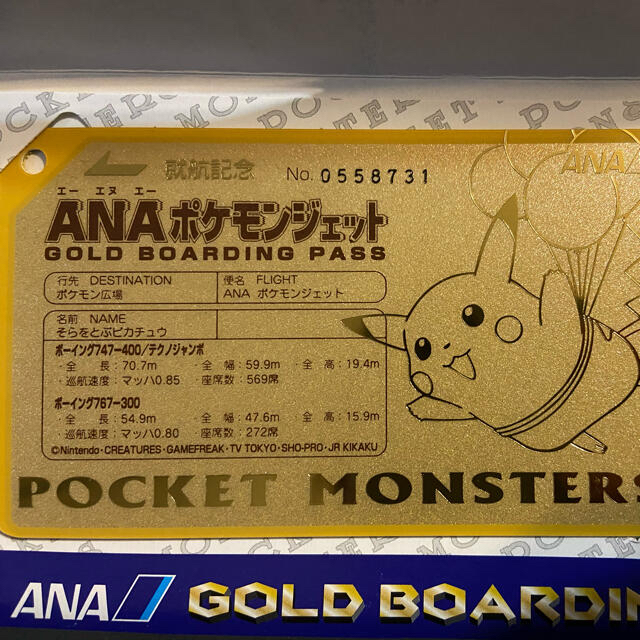 就航記念 No. 0558731
ANA
エー エヌ エー
ANAポケモンジェット
GOLD BOARDING PASS
行先 DESTINATION
ポケモン広場
便名 FLIGHT
ANA ポケモンジェット
名前 NAME
そらをとぶピカチュウ
ボーイング747-400/テクノジャンボ
・全 長：70.7m ・全 幅：59.9m ・全 高：19.4m
・巡航速度：マッハ0.85 ・座席数：569席
ボーイング767-300
・全 長：54.9m ・全 幅：47.6m ・全 高：15.9m
・巡航速度：マッハ0.80 ・座席数：272席
©Nintendo・CREATURES・GAMEFREAK・TV TOKYO・SHO-PRO・JR KIKAKU
POCKET MONSTERS
ANA GOLD BOARDIN